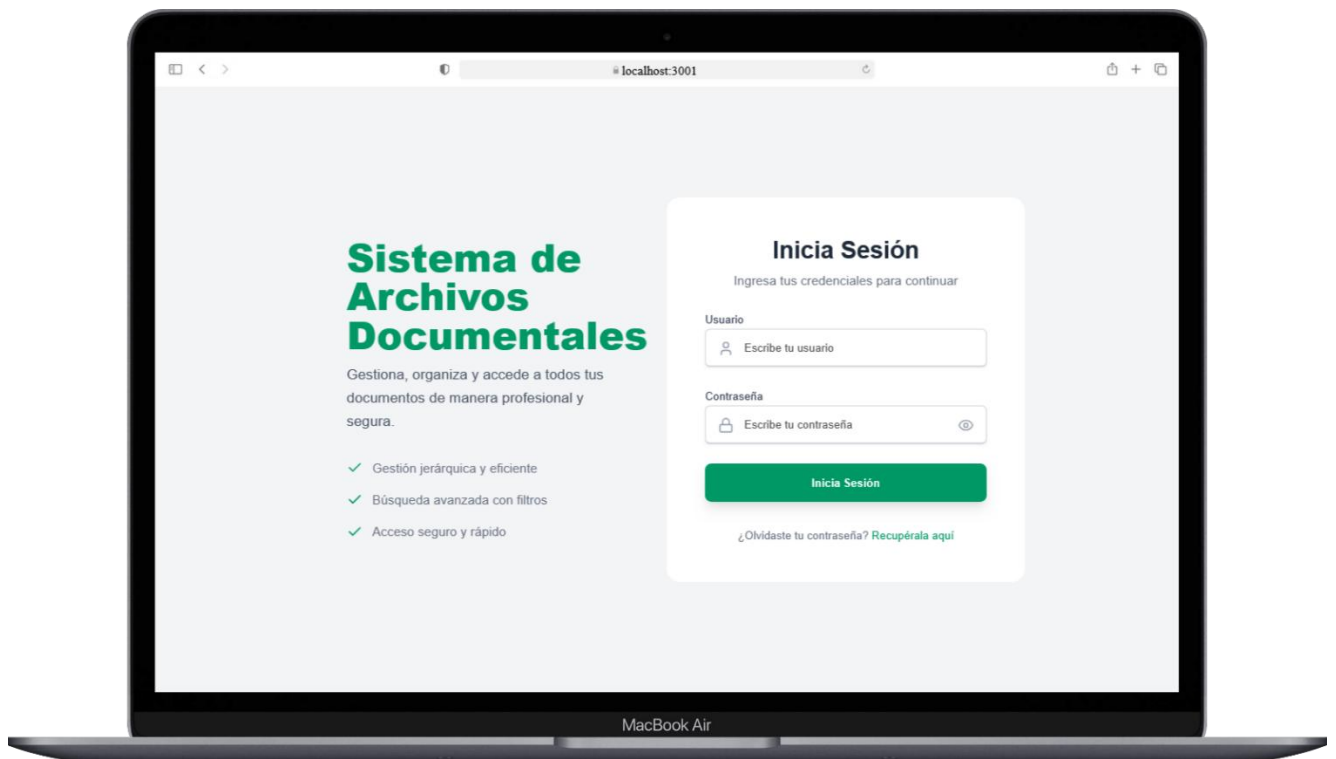 localhost:3001
Sistema de
Archivos
Documentales
Gestiona, organiza y accede a todos tus
documentos de manera profesional y
segura.
Gestión jerárquica y eficiente
Búsqueda avanzada con filtros
Acceso seguro y rápido
Inicia Sesión
Ingresa tus credenciales para continuar
Usuario
Escribe tu usuario
Contraseña
Escribe tu contraseña
Inicia Sesión
¿Olvidaste tu contraseña? Recupérala aquí
MacBook Air